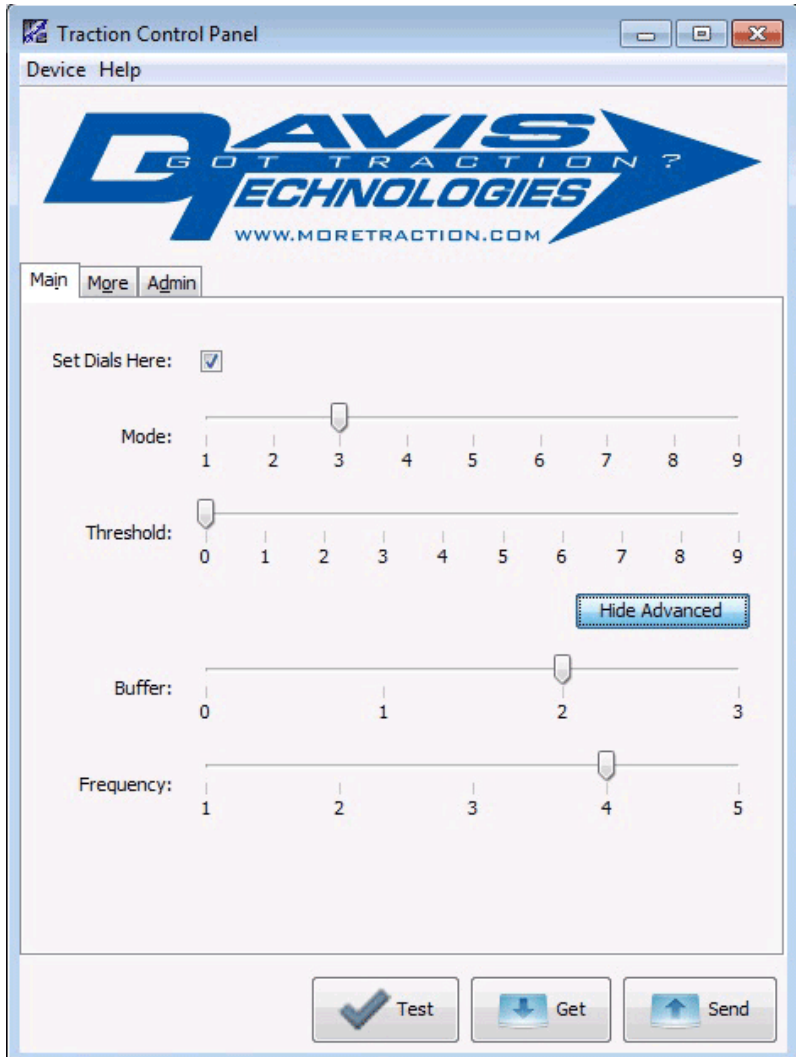 Traction Control Panel
Device Help
DAVIS
GOT TRACTION ?
TECHNOLOGIES
WWW.MORETRACTION.COM
Main More Admin
Set Dials Here:
Mode:
1 2 3 4 5 6 7 8 9
Threshold:
0 1 2 3 4 5 6 7 8 9
Hide Advanced
Buffer:
0 1 2 3
Frequency:
1 2 3 4 5
Test Get Send